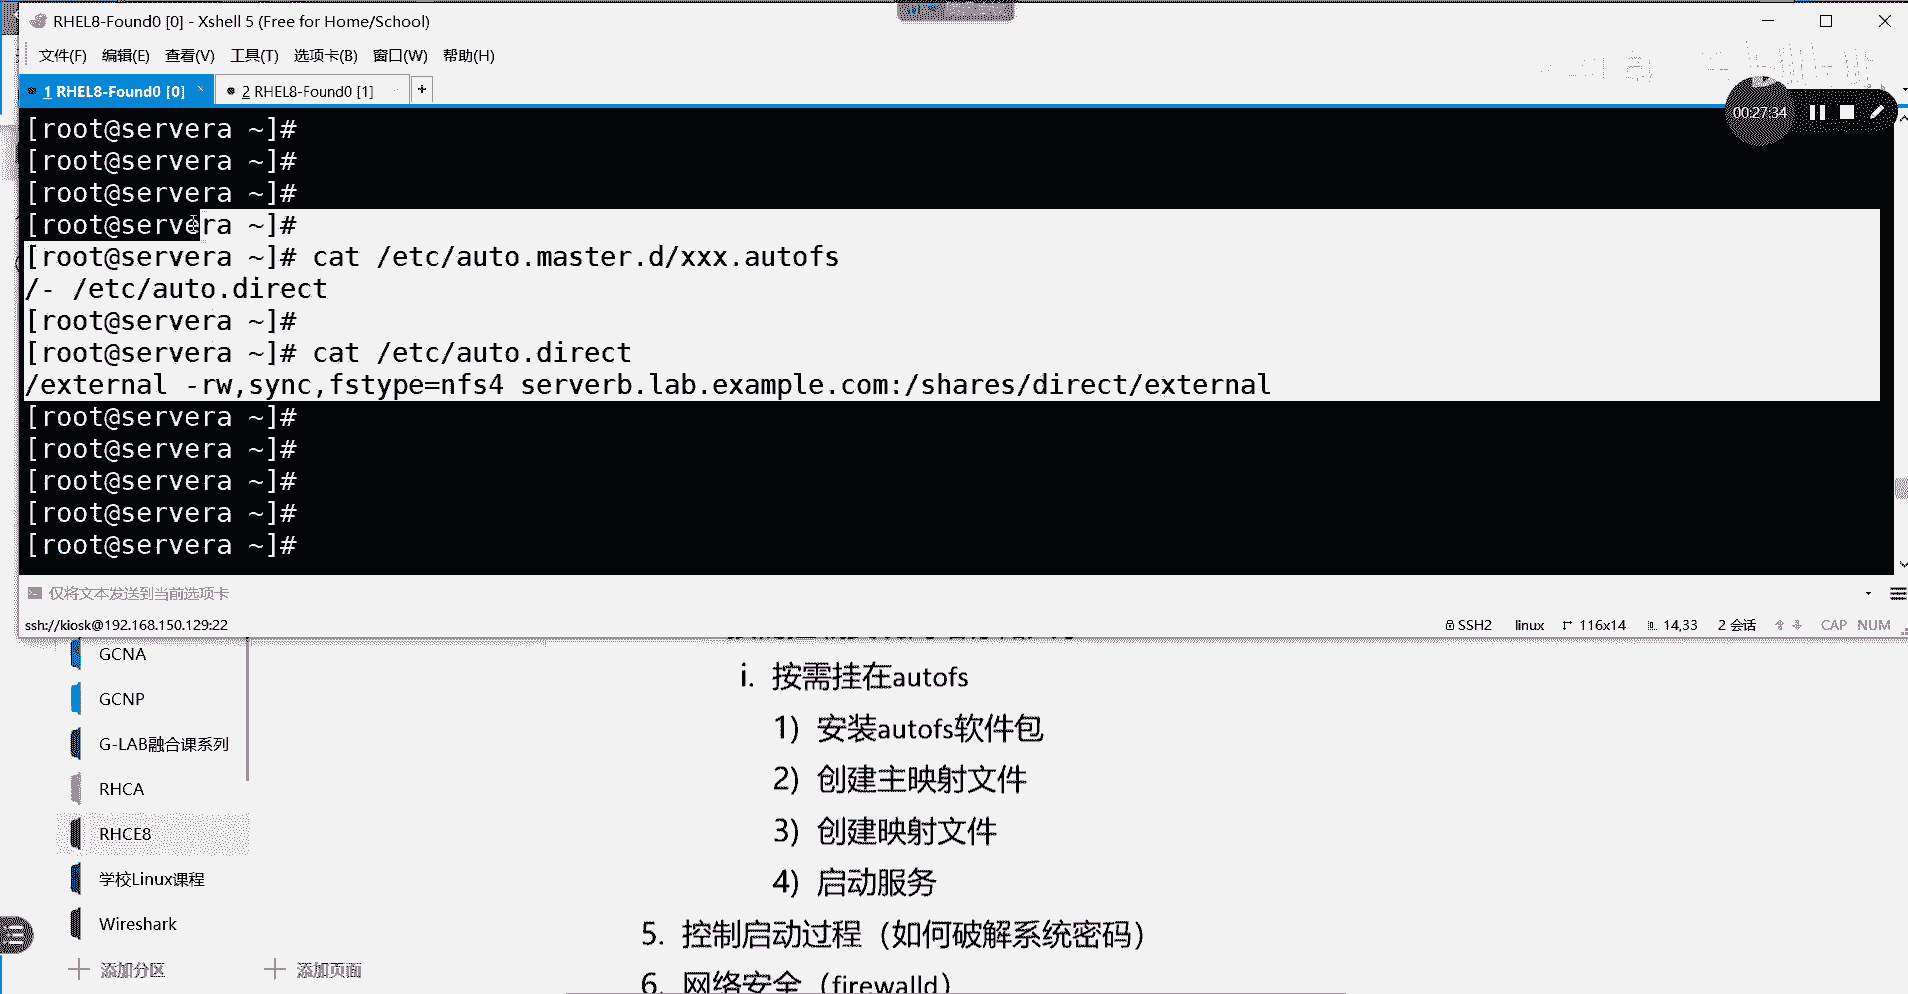 RHEL8-Found0 [0] - Xshell 5 (Free for Home/School)
文件(F) 编辑(E) 查看(V) 工具(T) 选项卡(B) 窗口(W) 帮助(H)
1 RHEL8-Found0 [0] × 2 RHEL8-Found0 [1] +
00:27:34
[root@servera ~]#
[root@servera ~]#
[root@servera ~]#
[root@servera ~]#
[root@servera ~]# cat /etc/auto.master.d/xxx.autofs
/- /etc/auto.direct
[root@servera ~]#
[root@servera ~]# cat /etc/auto.direct
/external -rw,sync,fstype=nfs4 serverb.lab.example.com:/shares/direct/external
[root@servera ~]#
[root@servera ~]#
[root@servera ~]#
[root@servera ~]#
[root@servera ~]#
仅将文本发送到当前选项卡
ssh://kiosk@192.168.150.129:22 SSH2 linux 116x14 14,33 2 会话 CAP NUM
GCNA
GCNP
G-LAB融合课系列
RHCA
RHCE8
学校Linux课程
Wireshark
添加分区 添加页面
i. 按需挂在autofs
1) 安装autofs软件包
2) 创建主映射文件
3) 创建映射文件
4) 启动服务
5. 控制启动过程（如何破解系统密码）
6. 网络安全（firewalld）